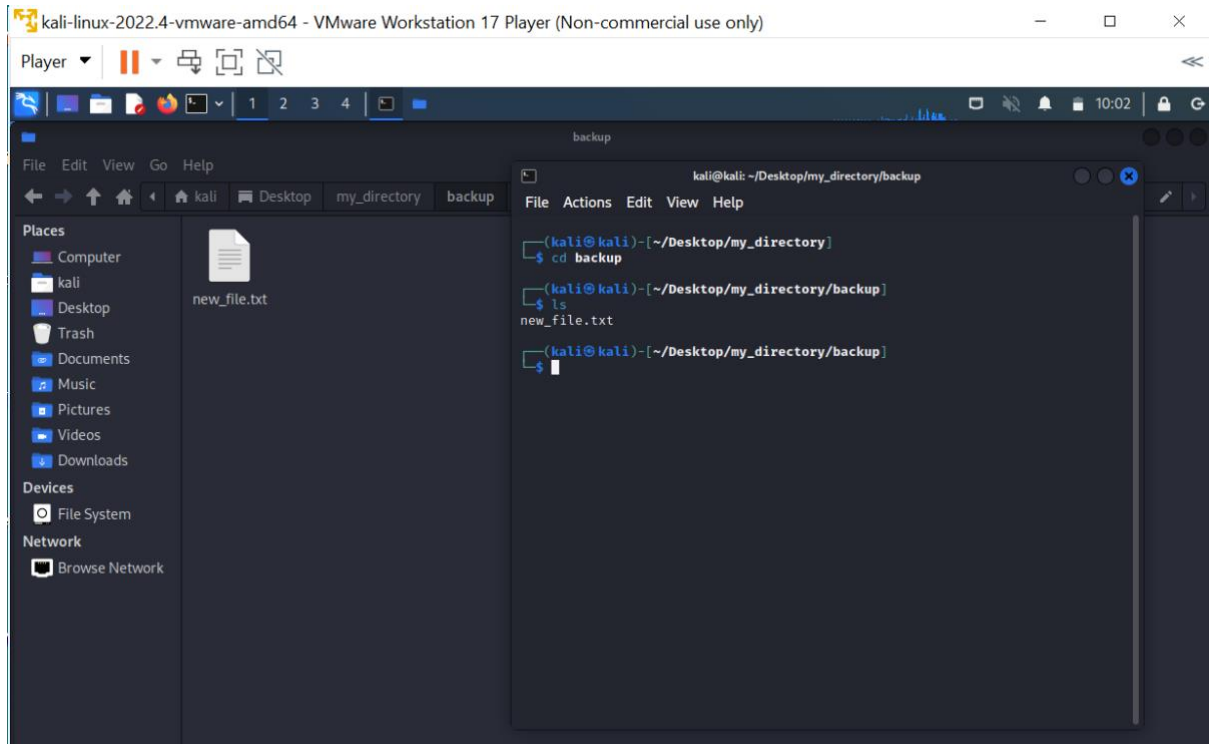 kali-linux-2022.4-vmware-amd64 - VMware Workstation 17 Player (Non-commercial use only)
Player
1 2 3 4
10:02
backup
File Edit View Go Help
kali Desktop my_directory backup
Places
Computer
kali
Desktop
Trash
Documents
Music
Pictures
Videos
Downloads
Devices
File System
Network
Browse Network
new_file.txt
kali@kali: ~/Desktop/my_directory/backup
File Actions Edit View Help
┌──(kali㉿kali)-[~/Desktop/my_directory]
└─$ cd backup
┌──(kali㉿kali)-[~/Desktop/my_directory/backup]
└─$ ls
new_file.txt
┌──(kali㉿kali)-[~/Desktop/my_directory/backup]
└─$